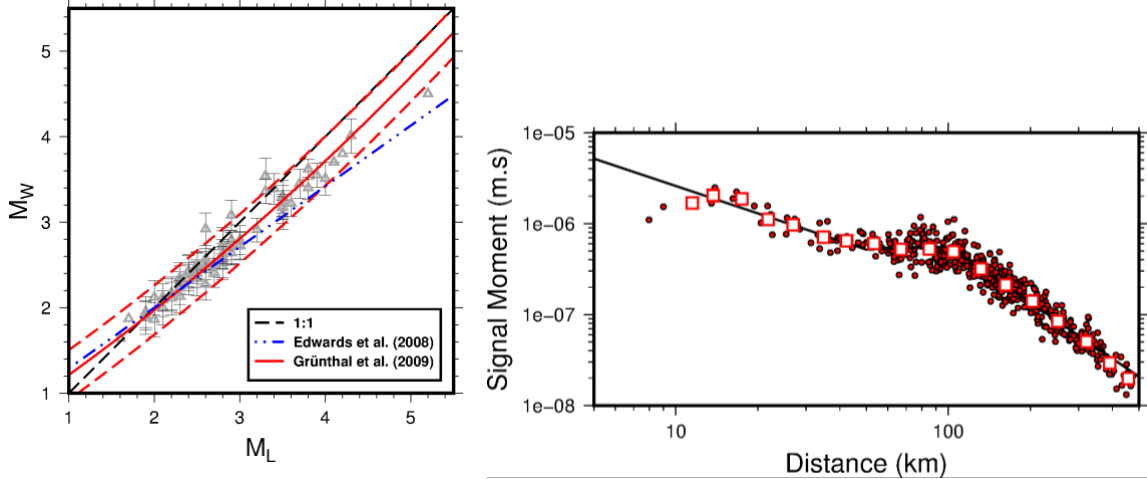 5
4
3
2
1
M_W
1:1
Edwards et al. (2008)
Grünthal et al. (2009)
1 2 3 4 5
M_L
1e−05
1e−06
1e−07
1e−08
Signal Moment (m.s)
10 100
Distance (km)